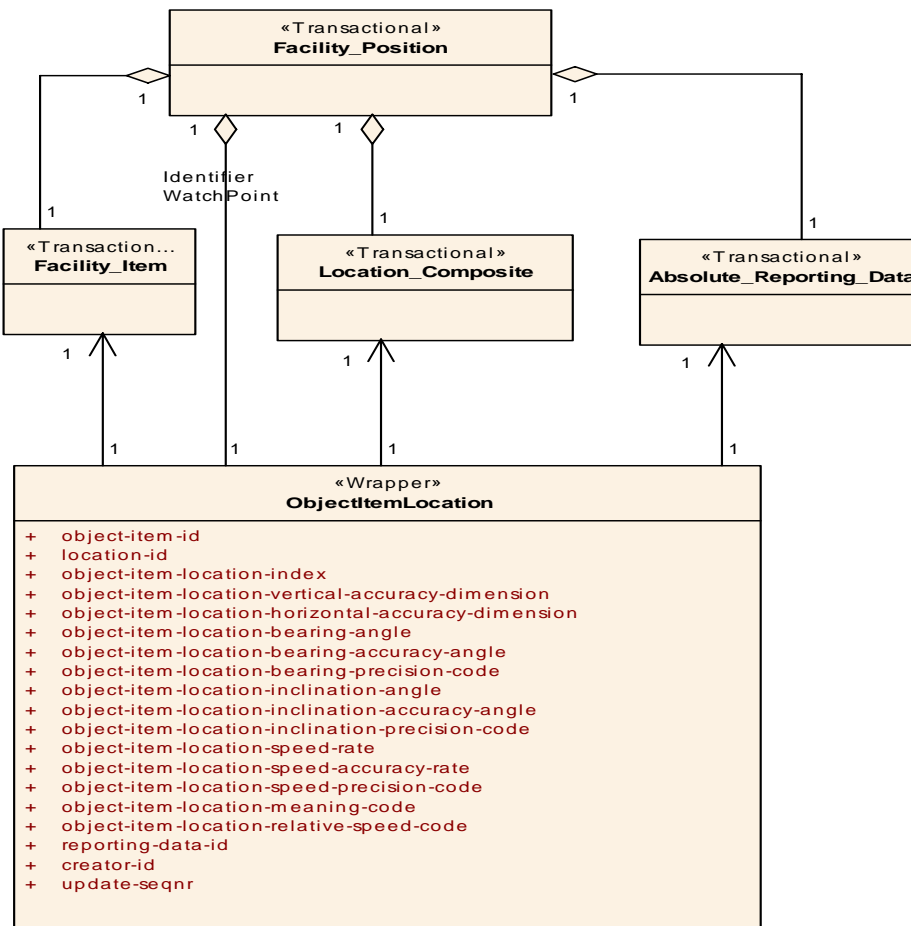 «Transactional»
Facility_Position
1
1
1
1
Identifier
WatchPoint
1
1
1
«Transaction...
Facility_Item
«Transactional»
Location_Composite
«Transactional»
Absolute_Reporting_Data
1
1
1
1
1
1
1
«Wrapper»
ObjectItemLocation
+ object-item-id
+ location-id
+ object-item-location-index
+ object-item-location-vertical-accuracy-dimension
+ object-item-location-horizontal-accuracy-dimension
+ object-item-location-bearing-angle
+ object-item-location-bearing-accuracy-angle
+ object-item-location-bearing-precision-code
+ object-item-location-inclination-angle
+ object-item-location-inclination-accuracy-angle
+ object-item-location-inclination-precision-code
+ object-item-location-speed-rate
+ object-item-location-speed-accuracy-rate
+ object-item-location-speed-precision-code
+ object-item-location-meaning-code
+ object-item-location-relative-speed-code
+ reporting-data-id
+ creator-id
+ update-seqnr